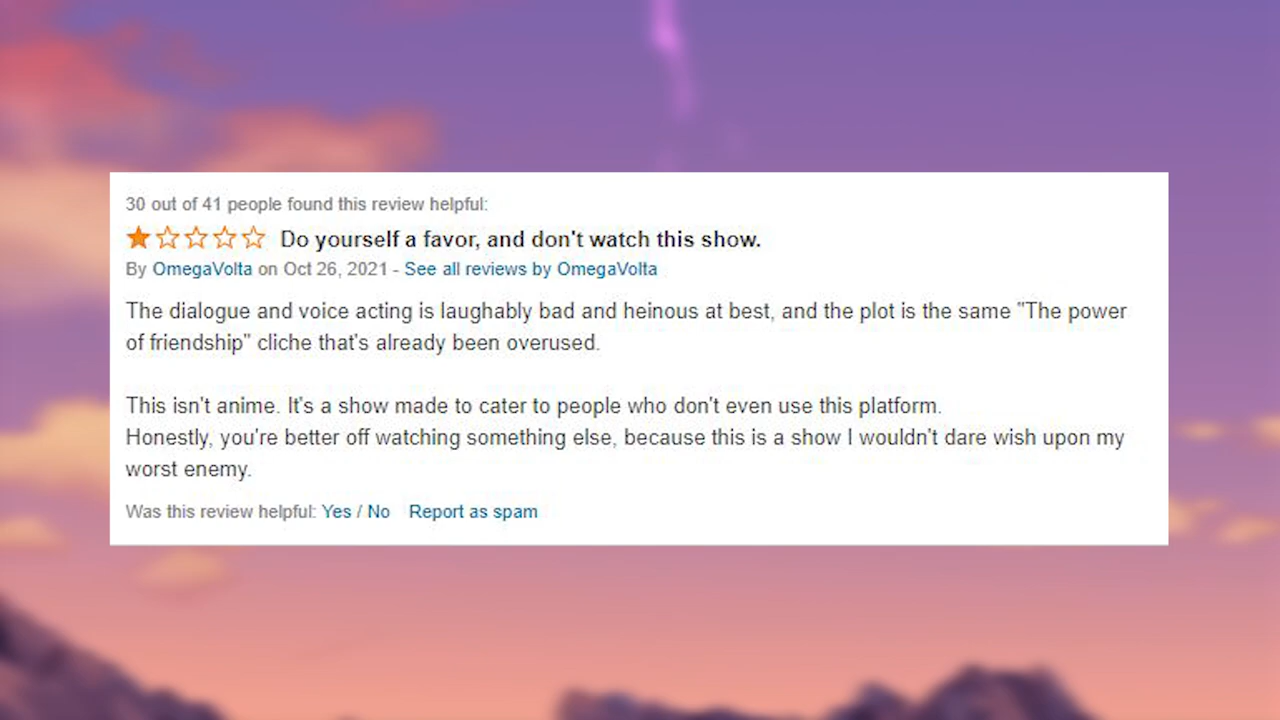 30 out of 41 people found this review helpful:
Do yourself a favor, and don't watch this show.
By OmegaVolta on Oct 26, 2021 - See all reviews by OmegaVolta
The dialogue and voice acting is laughably bad and heinous at best, and the plot is the same "The power
of friendship" cliche that's already been overused.
This isn't anime. It's a show made to cater to people who don't even use this platform.
Honestly, you're better off watching something else, because this is a show I wouldn't dare wish upon my
worst enemy.
Was this review helpful: Yes / No Report as spam